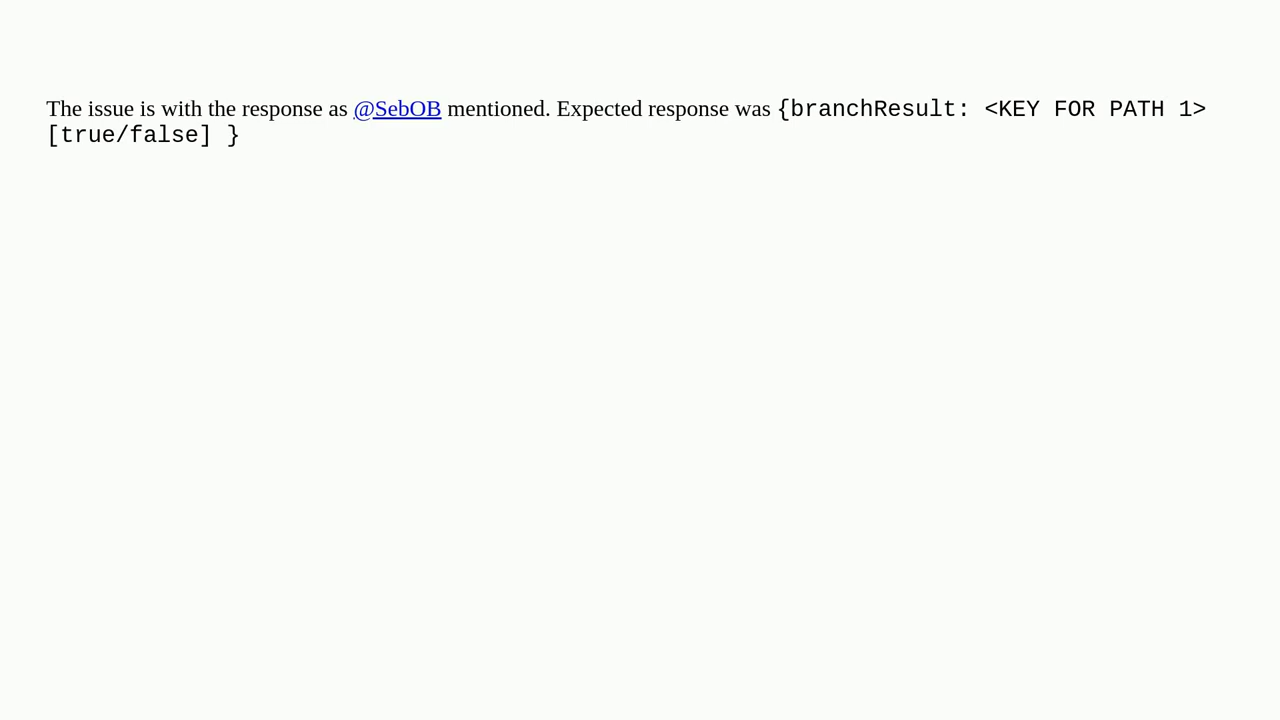 The issue is with the response as @SebOB mentioned. Expected response was {branchResult: <KEY FOR PATH 1>
[true/false] }